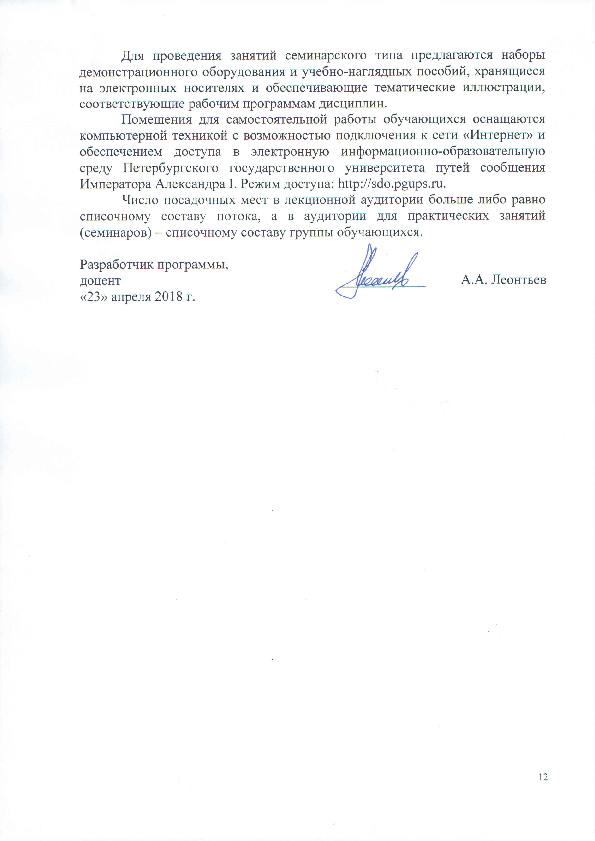 Для проведения занятий семинарского типа предлагаются наборы
демонстрационного оборудования и учебно-наглядных пособий, хранящиеся
на электронных носителях и обеспечивающие тематические иллюстрации,
соответствующие рабочим программам дисциплин.
Помещения для самостоятельной работы обучающихся оснащаются
компьютерной техникой с возможностью подключения к сети «Интернет» и
обеспечением доступа в электронную информационно-образовательную
среду Петербургского государственного университета путей сообщения
Императора Александра I. Режим доступа: http://sdo.pgups.ru.
Число посадочных мест в лекционной аудитории больше либо равно
списочному составу потока, а в аудитории для практических занятий
(семинаров) – списочному составу группы обучающихся.
Разработчик программы,
доцент А.А. Леонтьев
«23» апреля 2018 г.
12